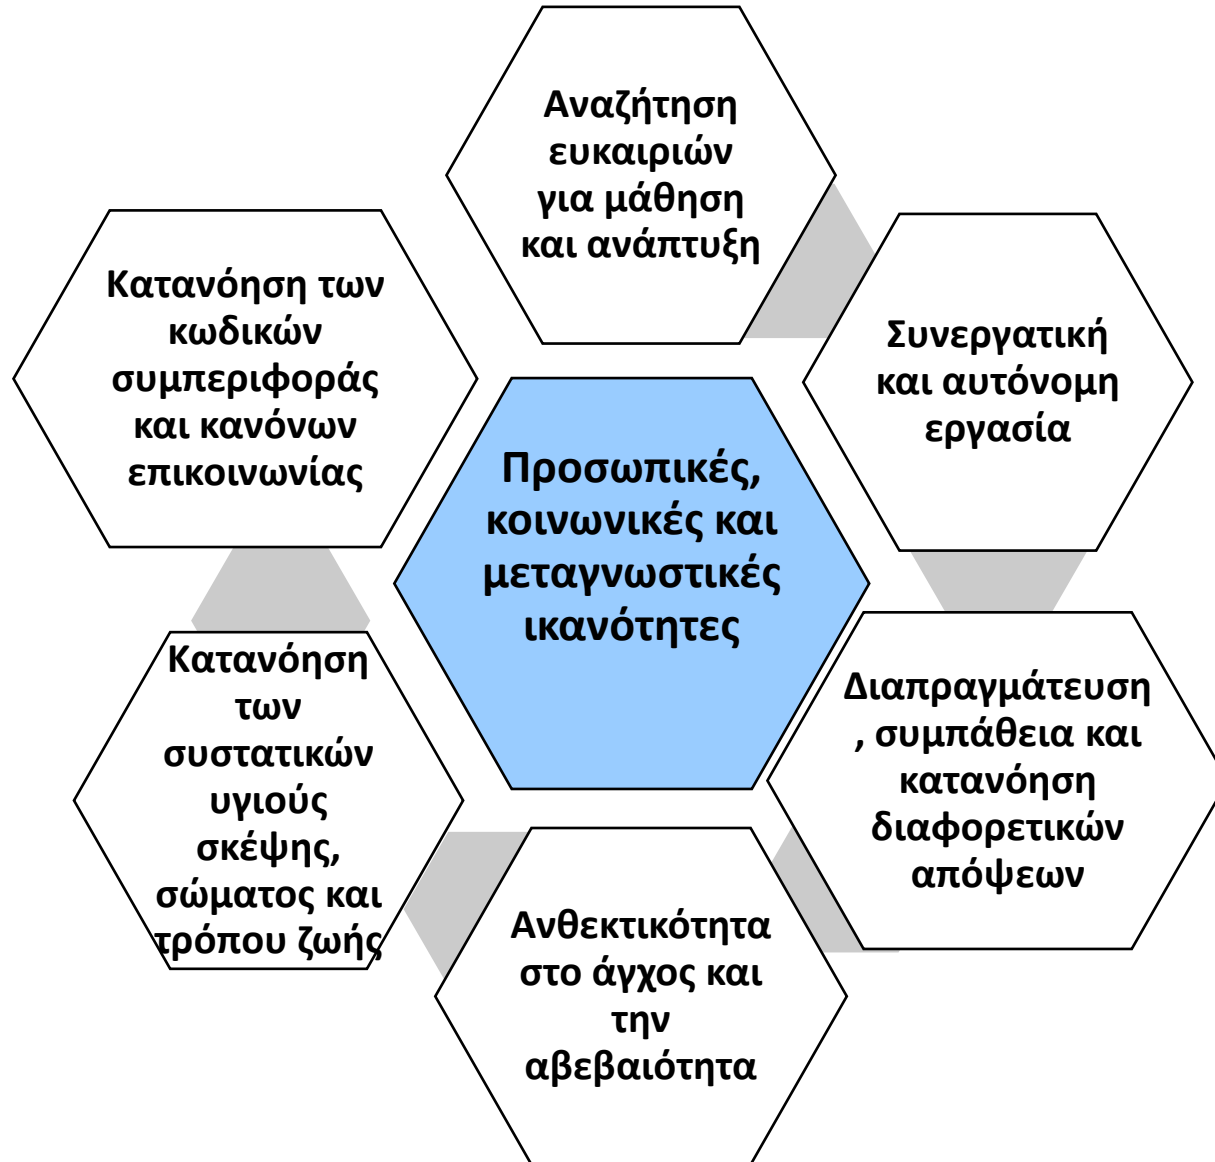 Αναζήτηση
ευκαιριών
για μάθηση
και ανάπτυξη
Συνεργατική
και αυτόνομη
εργασία
Διαπραγμάτευση
, συμπάθεια και
κατανόηση
διαφορετικών
απόψεων
Ανθεκτικότητα
στο άγχος και
την
αβεβαιότητα
Κατανόηση
των
συστατικών
υγιούς
σκέψης,
σώματος και
τρόπου ζωής
Κατανόηση των
κωδικών
συμπεριφοράς
και κανόνων
επικοινωνίας
Προσωπικές,
κοινωνικές και
μεταγνωστικές
ικανότητες